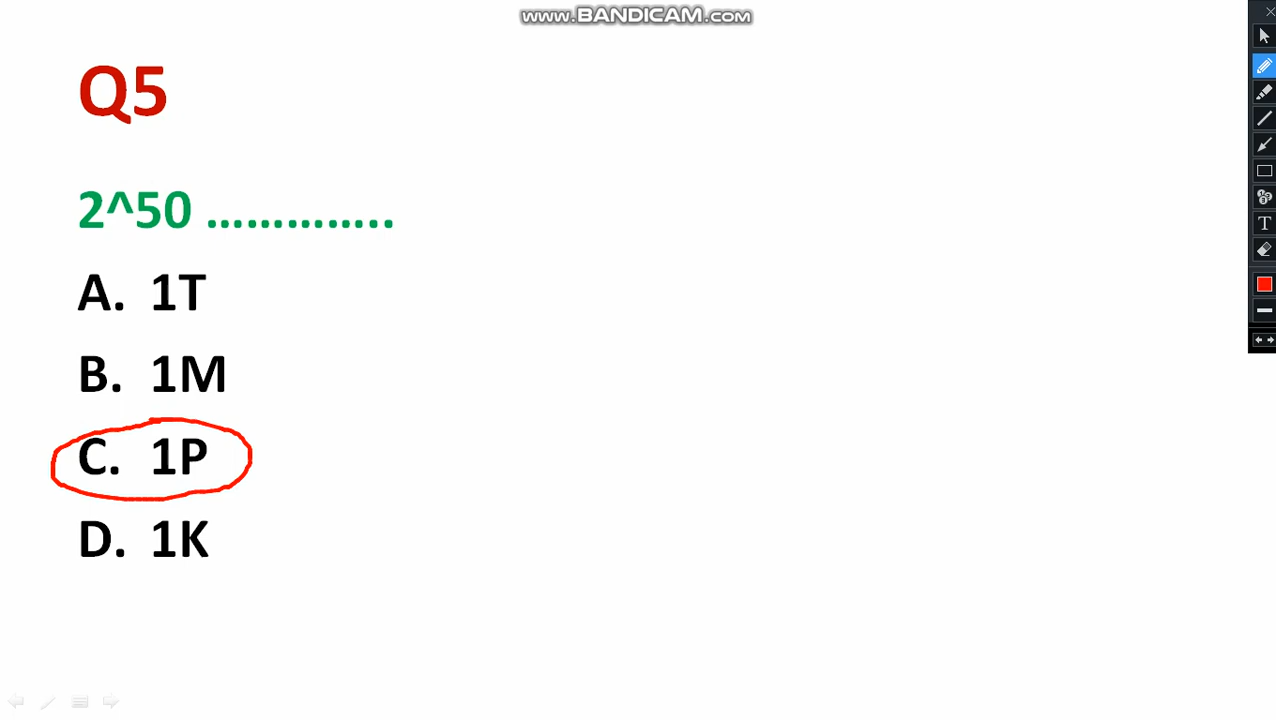 www.BANDICAM.com
Q5
2^50 …………..
A. 1T
B. 1M
C. 1P
D. 1K
T